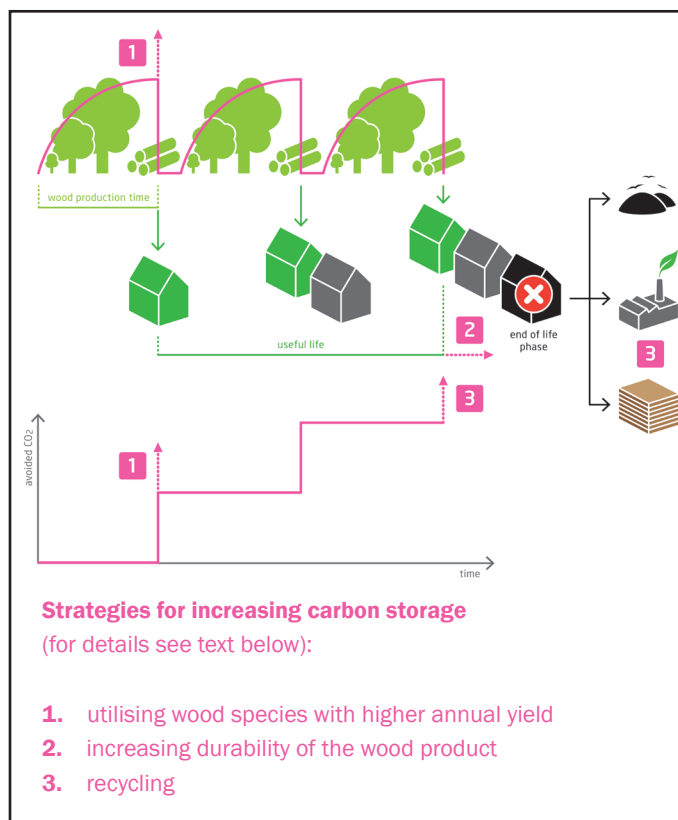 1
wood production time
useful life
2
end of life
phase
3
3
1
avoided CO2
time
Strategies for increasing carbon storage
(for details see text below):
1. utilising wood species with higher annual yield
2. increasing durability of the wood product
3. recycling